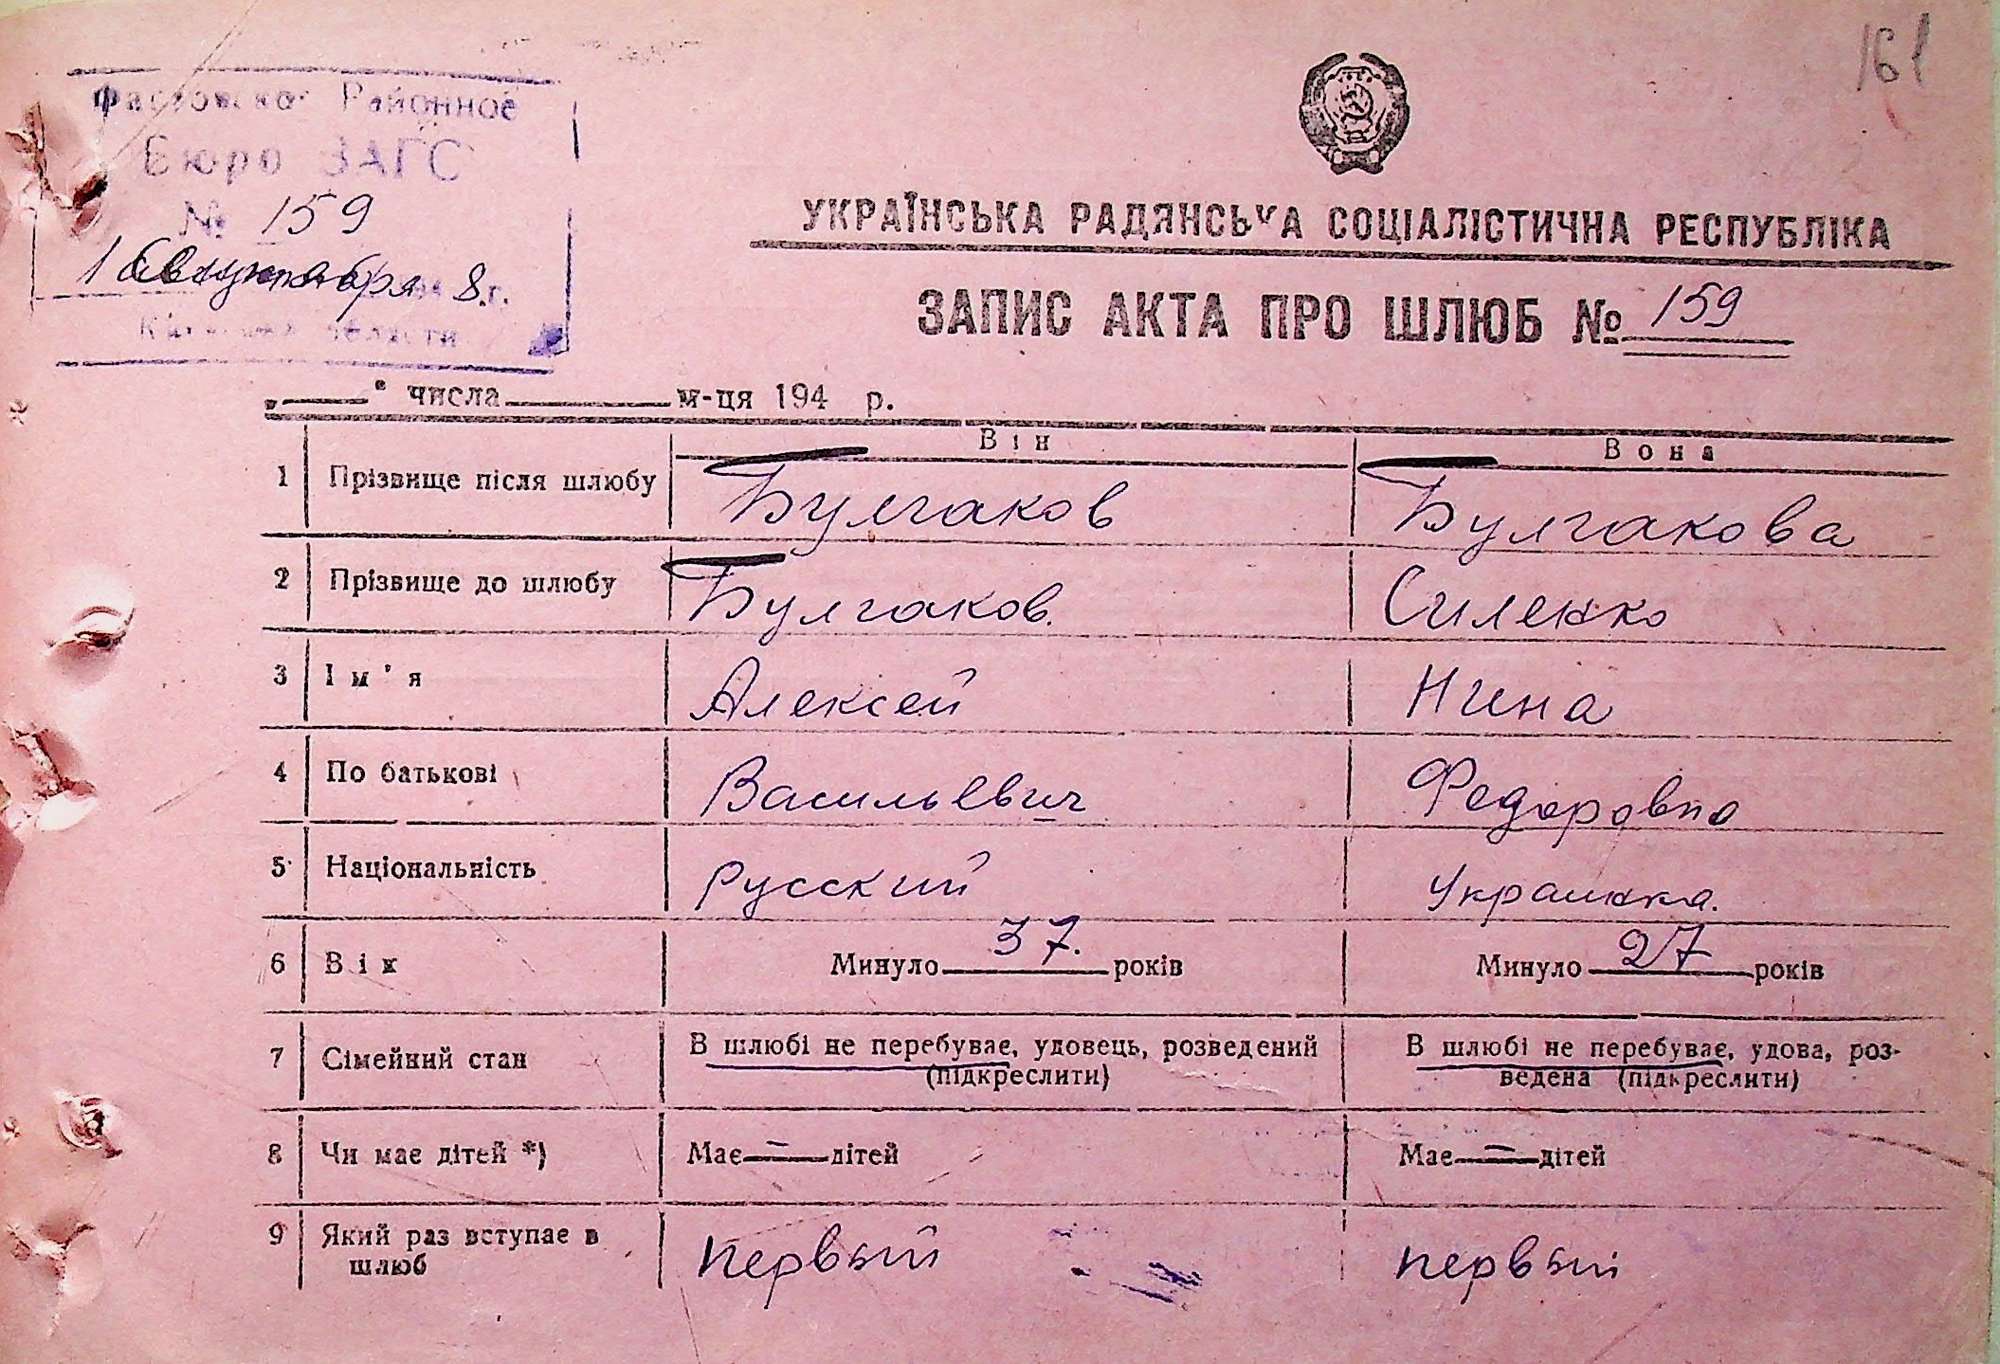 161
Районное
Бюро ЗАГС
№ 159
8 г.
области
УКРАЇНСЬКА РАДЯНСЬКА СОЦІАЛІСТИЧНА РЕСПУБЛІКА
ЗАПИС АКТА ПРО ШЛЮБ № 159
„ " числа м-ця 194 р.
Він Вона
1 Прізвище після шлюбу Булгаков Булгакова
2 Прізвище до шлюбу Булгаков. Силенко
3 Ім'я Алексей Нина
4 По батькові Васильевич Федоровна
5 Національність Русский Украинка.
6 Вік Минуло 37. років Минуло 27 років
7 Сімейний стан В шлюбі не перебуває, удовець, розведений В шлюбі не перебуває, удова, роз-
(підкреслити) ведена (підкреслити)
8 Чи має дітей *) Має = дітей Має = дітей
9 Який раз вступає в первый первый
шлюб